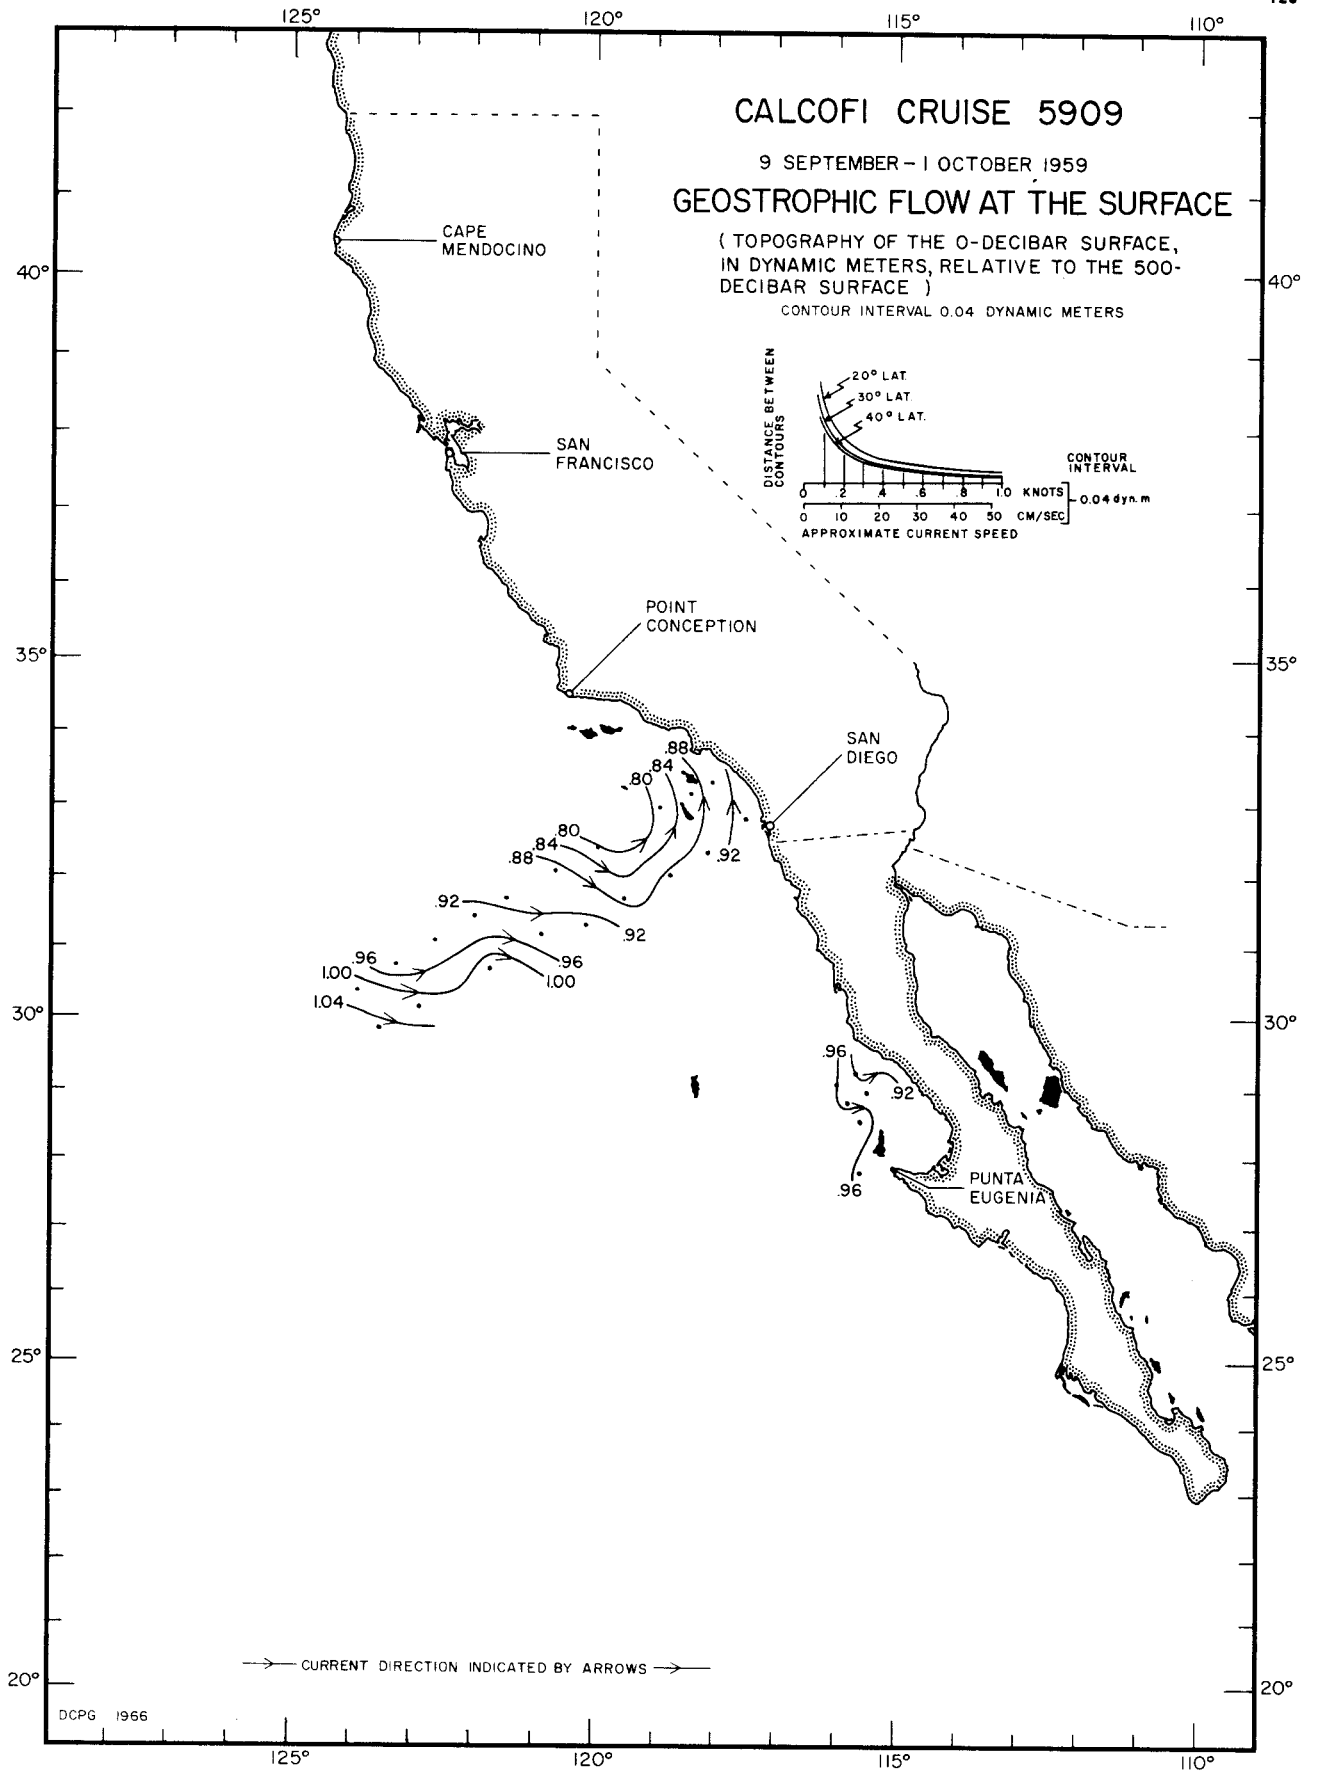 125°
120°
115°
110°
CALCOFI CRUISE 5909
9 SEPTEMBER – 1 OCTOBER 1959
GEOSTROPHIC FLOW AT THE SURFACE
( TOPOGRAPHY OF THE 0-DECIBAR SURFACE,
IN DYNAMIC METERS, RELATIVE TO THE 500-
DECIBAR SURFACE )
CONTOUR INTERVAL 0.04 DYNAMIC METERS
CAPE
MENDOCINO
40°
40°
DISTANCE BETWEEN
CONTOURS
20° LAT.
30° LAT.
40° LAT.
CONTOUR
INTERVAL
0 .2 .4 .6 .8 1.0 KNOTS
0.04 dyn. m
0 10 20 30 40 50 CM/SEC
APPROXIMATE CURRENT SPEED
SAN
FRANCISCO
POINT
CONCEPTION
35°
35°
SAN
DIEGO
.88
.84
.80
.80
.84
.88
.92
.92
.92
.96
.96
1.00
1.00
1.04
30°
30°
.96
.92
.96
PUNTA
EUGENIA
25°
25°
CURRENT DIRECTION INDICATED BY ARROWS
20°
20°
DCPG 1966
125°
120°
115°
110°